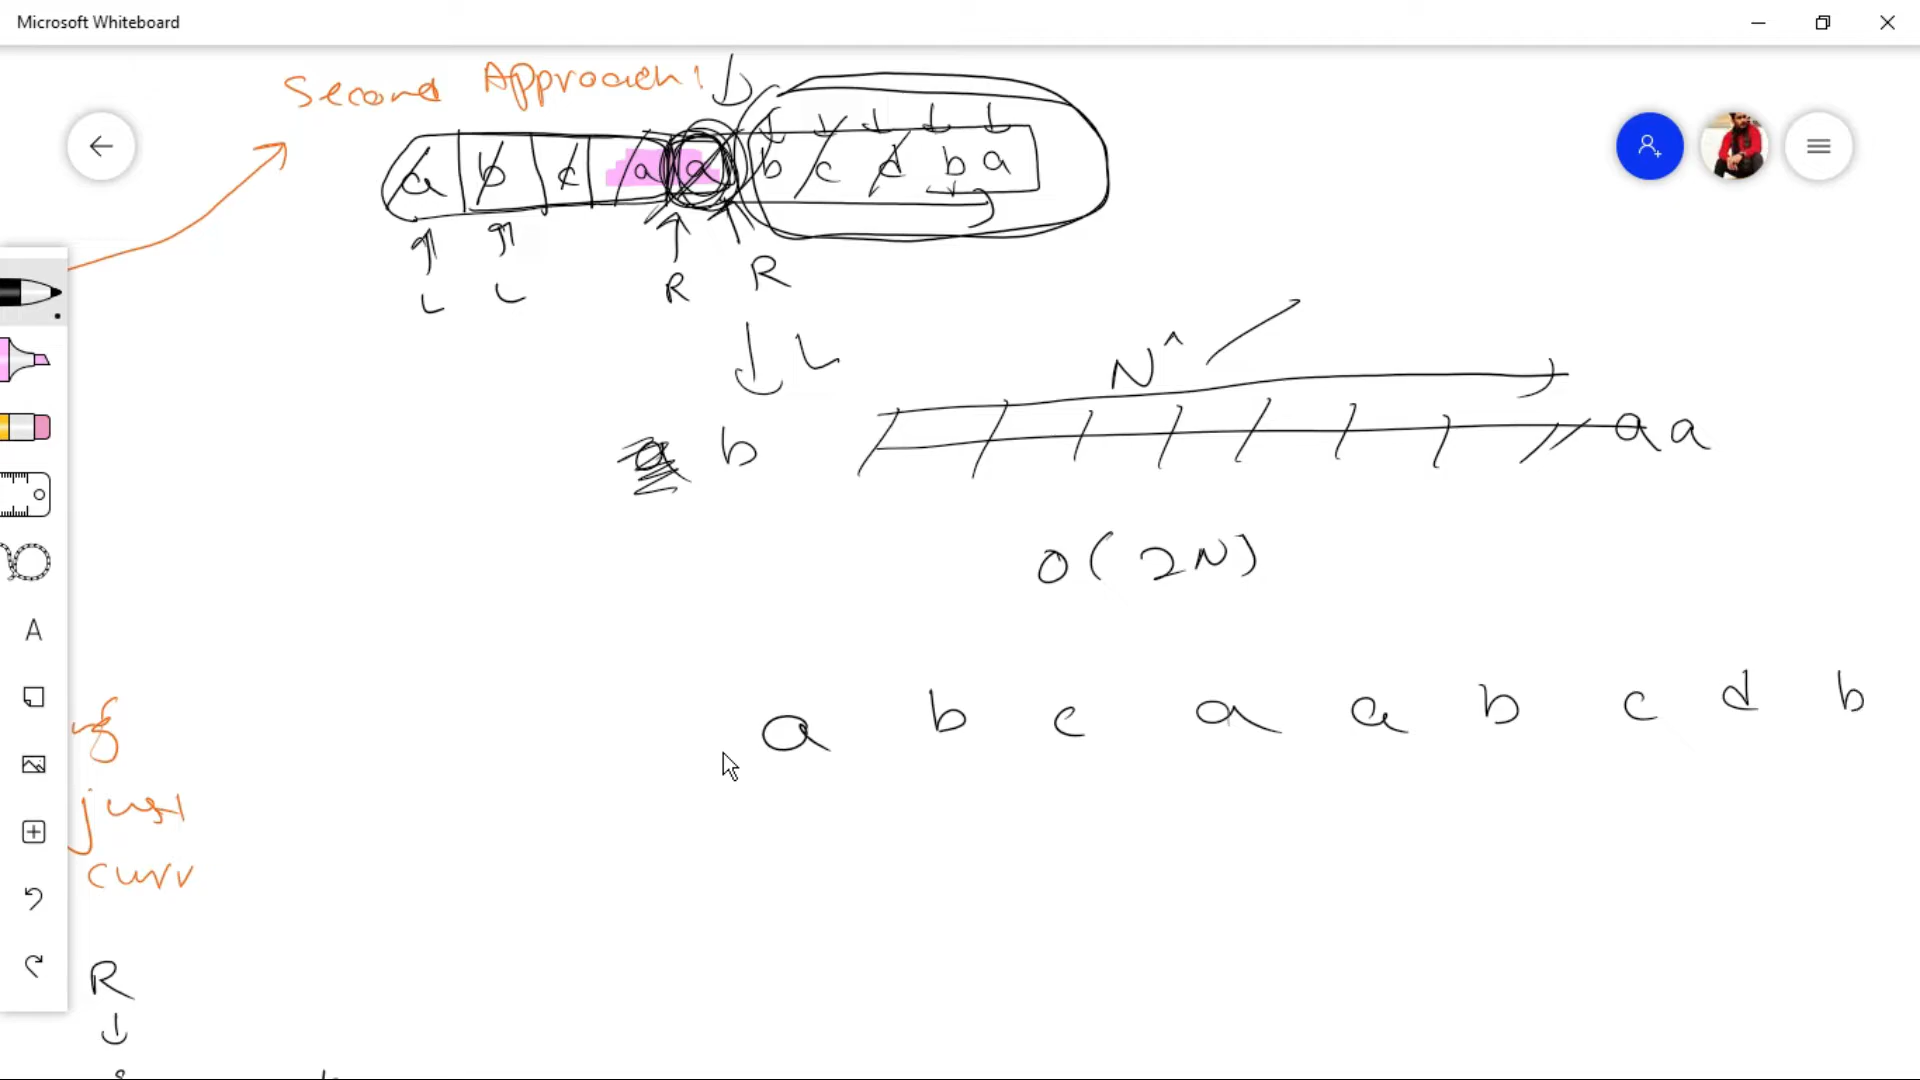 Microsoft Whiteboard
Second Approach:
a b c a a b c d b a
L L R R
L
N^
b a a
O(2N)
a b c a a b c d b
just
curr
R
A